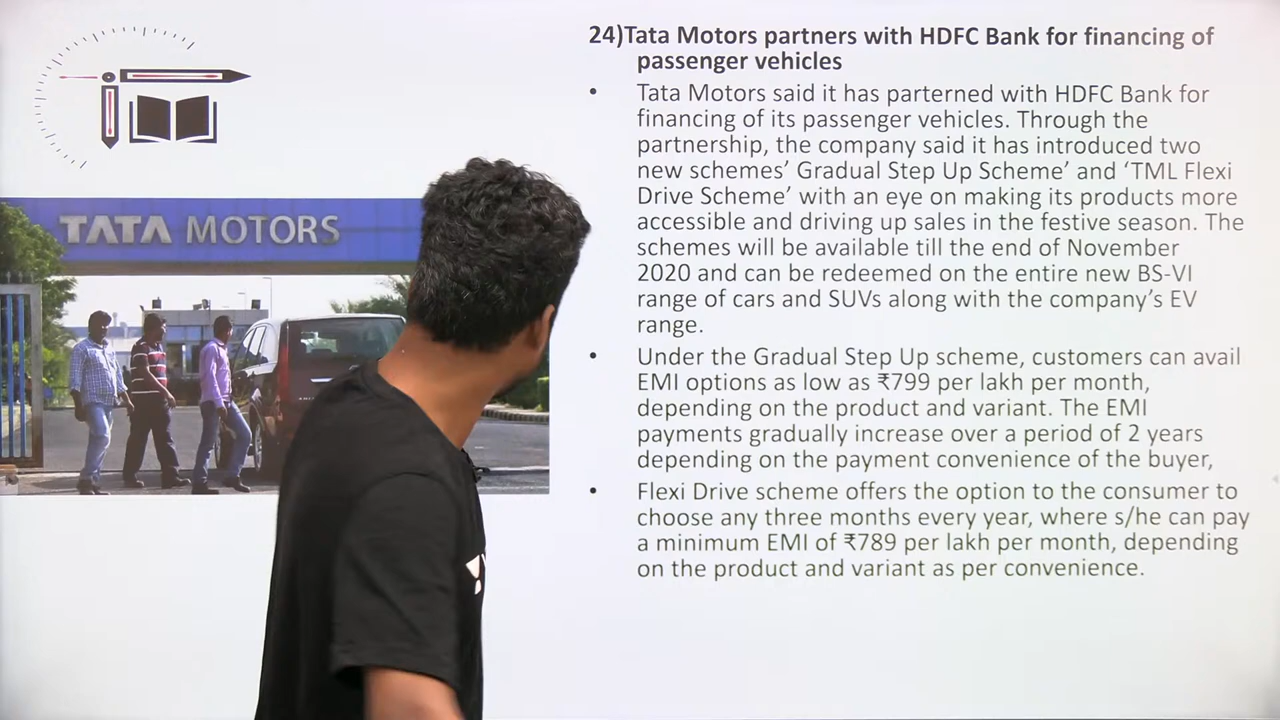 24)Tata Motors partners with HDFC Bank for financing of
passenger vehicles
• Tata Motors said it has parterned with HDFC Bank for
financing of its passenger vehicles. Through the
partnership, the company said it has introduced two
new schemes’ Gradual Step Up Scheme’ and ‘TML Flexi
Drive Scheme’ with an eye on making its products more
accessible and driving up sales in the festive season. The
schemes will be available till the end of November
2020 and can be redeemed on the entire new BS-VI
range of cars and SUVs along with the company’s EV
range.
• Under the Gradual Step Up scheme, customers can avail
EMI options as low as ₹799 per lakh per month,
depending on the product and variant. The EMI
payments gradually increase over a period of 2 years
depending on the payment convenience of the buyer,
• Flexi Drive scheme offers the option to the consumer to
choose any three months every year, where s/he can pay
a minimum EMI of ₹789 per lakh per month, depending
on the product and variant as per convenience.
TATA MOTORS